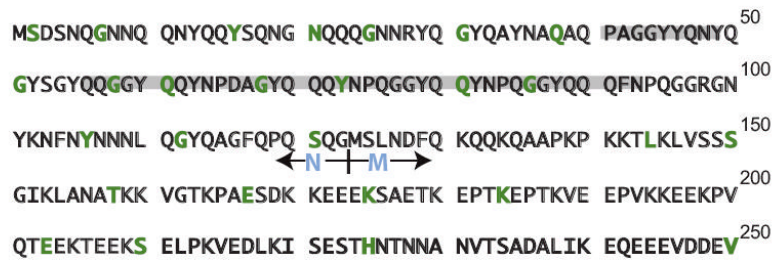 MSDSNQGNNQ QNYQQYSQNG NQQQGNNRYQ GYQAYNAQAQ PAGGYYQNYQ 50
GYSGYQQGGY QQYNPDAGYQ QQYNPQGGYQ QYNPQGGYQQ QFNPQGGRGN 100
YKNFNYNNNL QGYQAGFQPQ SQGMSLNDFQ KQQKQAAPKP KKTLKLVSSS 150
N M
GIKLANATKK VGTKPAESDK KEEEKSAETK EPTKEPTKVE EPVKKEEKPV 200
QTEEKTEEKS ELPKVEDLKI SESTHNTNNA NVTSADALIK EQEEEVDDEV 250